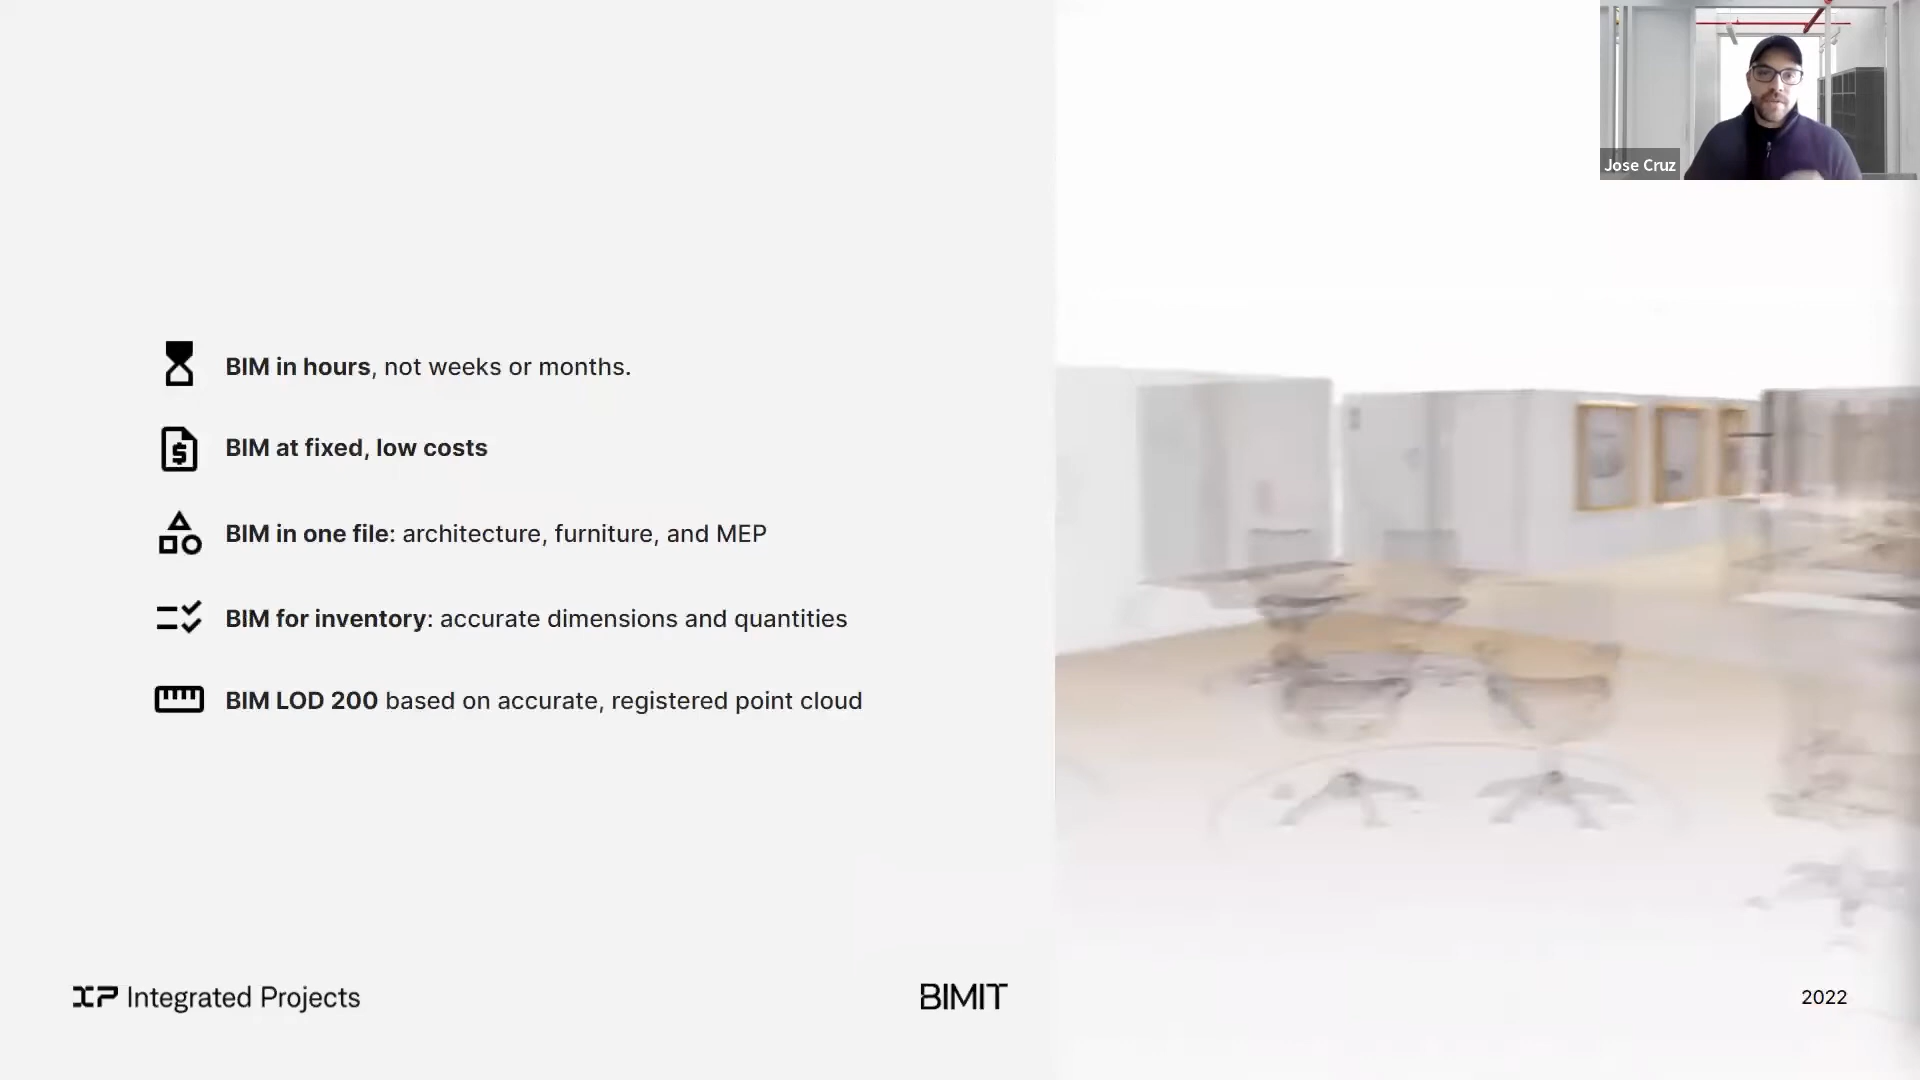 Jose Cruz
BIM in hours, not weeks or months.
BIM at fixed, low costs
BIM in one file: architecture, furniture, and MEP
BIM for inventory: accurate dimensions and quantities
BIM LOD 200 based on accurate, registered point cloud
XP Integrated Projects
BIMIT
2022